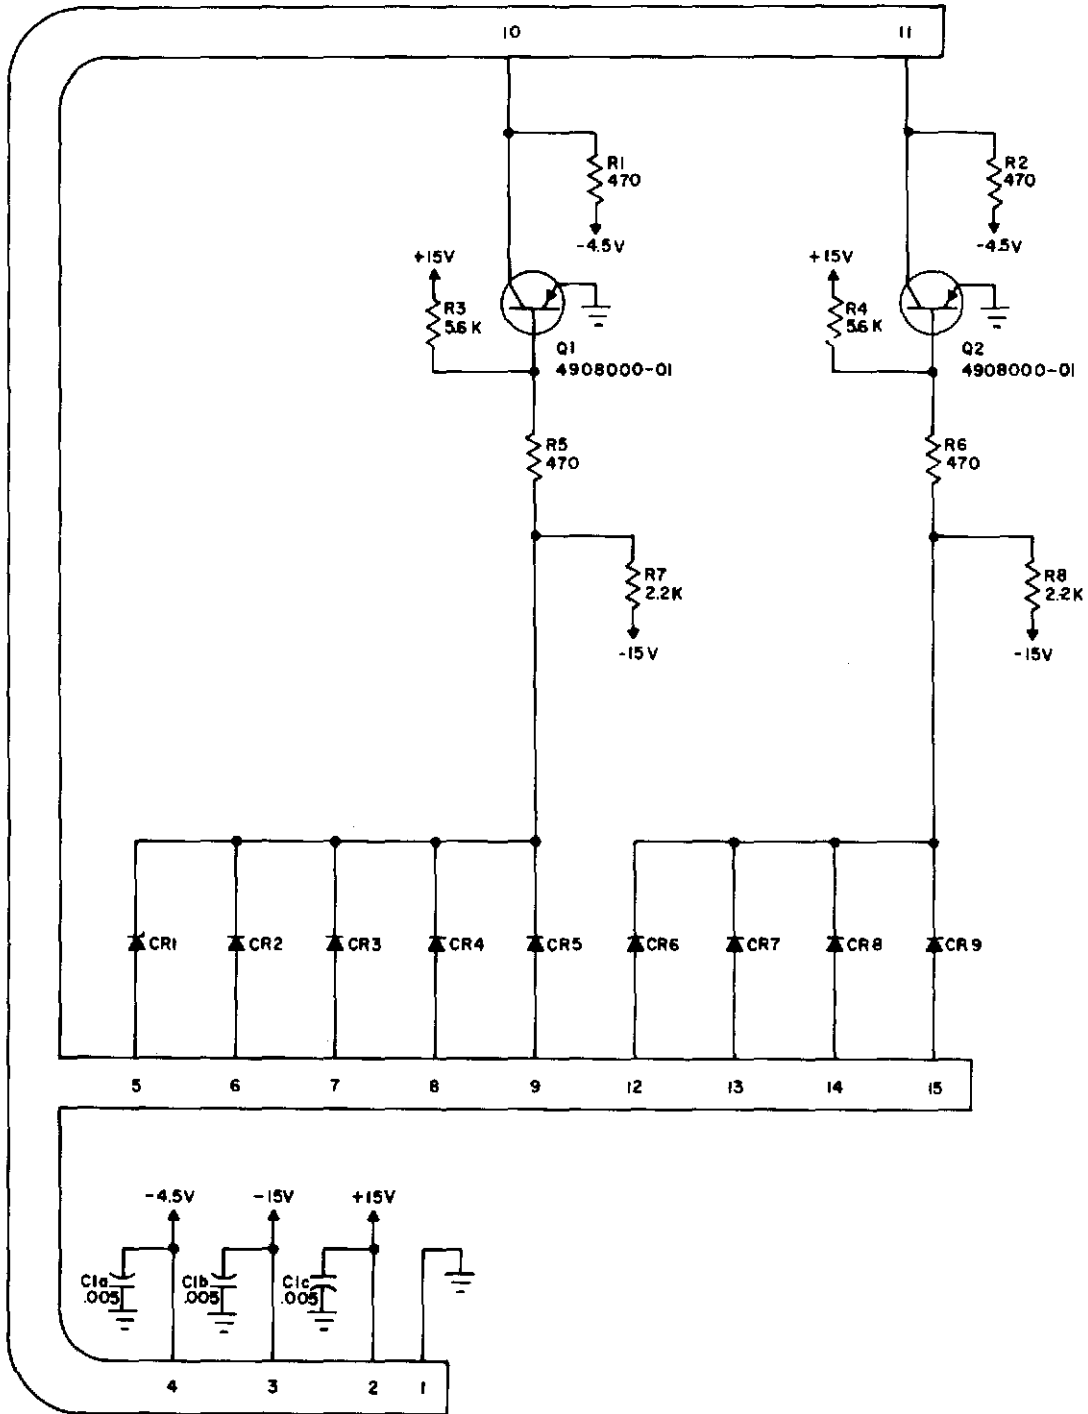 10
11
R1
470
-4.5V
R2
470
-4.5V
+15V
R3
5.6K
Q1
4908000-01
+15V
R4
5.6K
Q2
4908000-01
R5
470
R6
470
R7
2.2K
-15V
R8
2.2K
-15V
CR1
CR2
CR3
CR4
CR5
CR6
CR7
CR8
CR9
5
6
7
8
9
12
13
14
15
-4.5V
-15V
+15V
C1a
.005
C1b
.005
C1c
.005
4
3
2
1